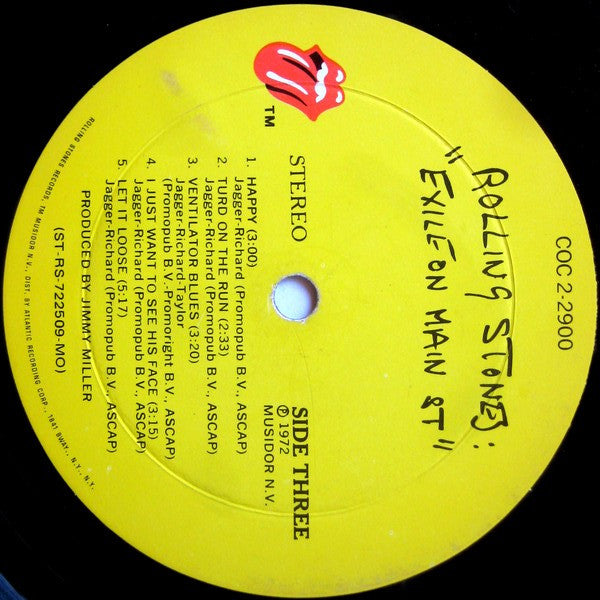 COC 2-2900
ROLLING STONES:
"EXILE ON MAIN ST"
TM
STEREO
SIDE THREE
℗ 1972
MUSIDOR N.V.
1. HAPPY (3:00)
Jagger-Richard (Promopub B.V., ASCAP)
2. TURD ON THE RUN (2:33)
Jagger-Richard (Promopub B.V., ASCAP)
3. VENTILATOR BLUES (3:20)
Jagger-Richard-Taylor
(Promopub B.V.-Promoright B.V., ASCAP)
4. I JUST WANT TO SEE HIS FACE (3:15)
Jagger-Richard (Promopub B.V., ASCAP)
5. LET IT LOOSE (5:17)
Jagger-Richard (Promopub B.V., ASCAP)
PRODUCED BY JIMMY MILLER
(ST-RS-722509-MO)
ROLLING STONES RECORDS, TM MUSIDOR N.V., DIST. BY ATLANTIC RECORDING CORP., 1841 BWAY., N.Y., N.Y.